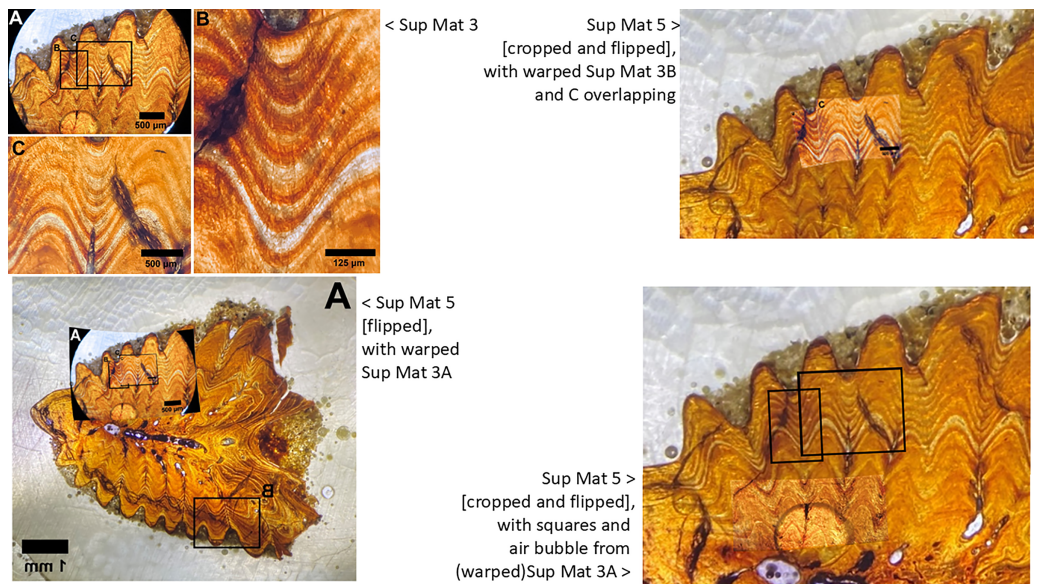 A
B
C
B
500 µm
< Sup Mat 3
C
500 µm
125 µm
Sup Mat 5 >
[cropped and flipped],
with warped Sup Mat 3B
and C overlapping
C
A
< Sup Mat 5
[flipped],
with warped
Sup Mat 3A
A
500 µm
B
1 mm
Sup Mat 5 >
[cropped and flipped],
with squares and
air bubble from
(warped)Sup Mat 3A >